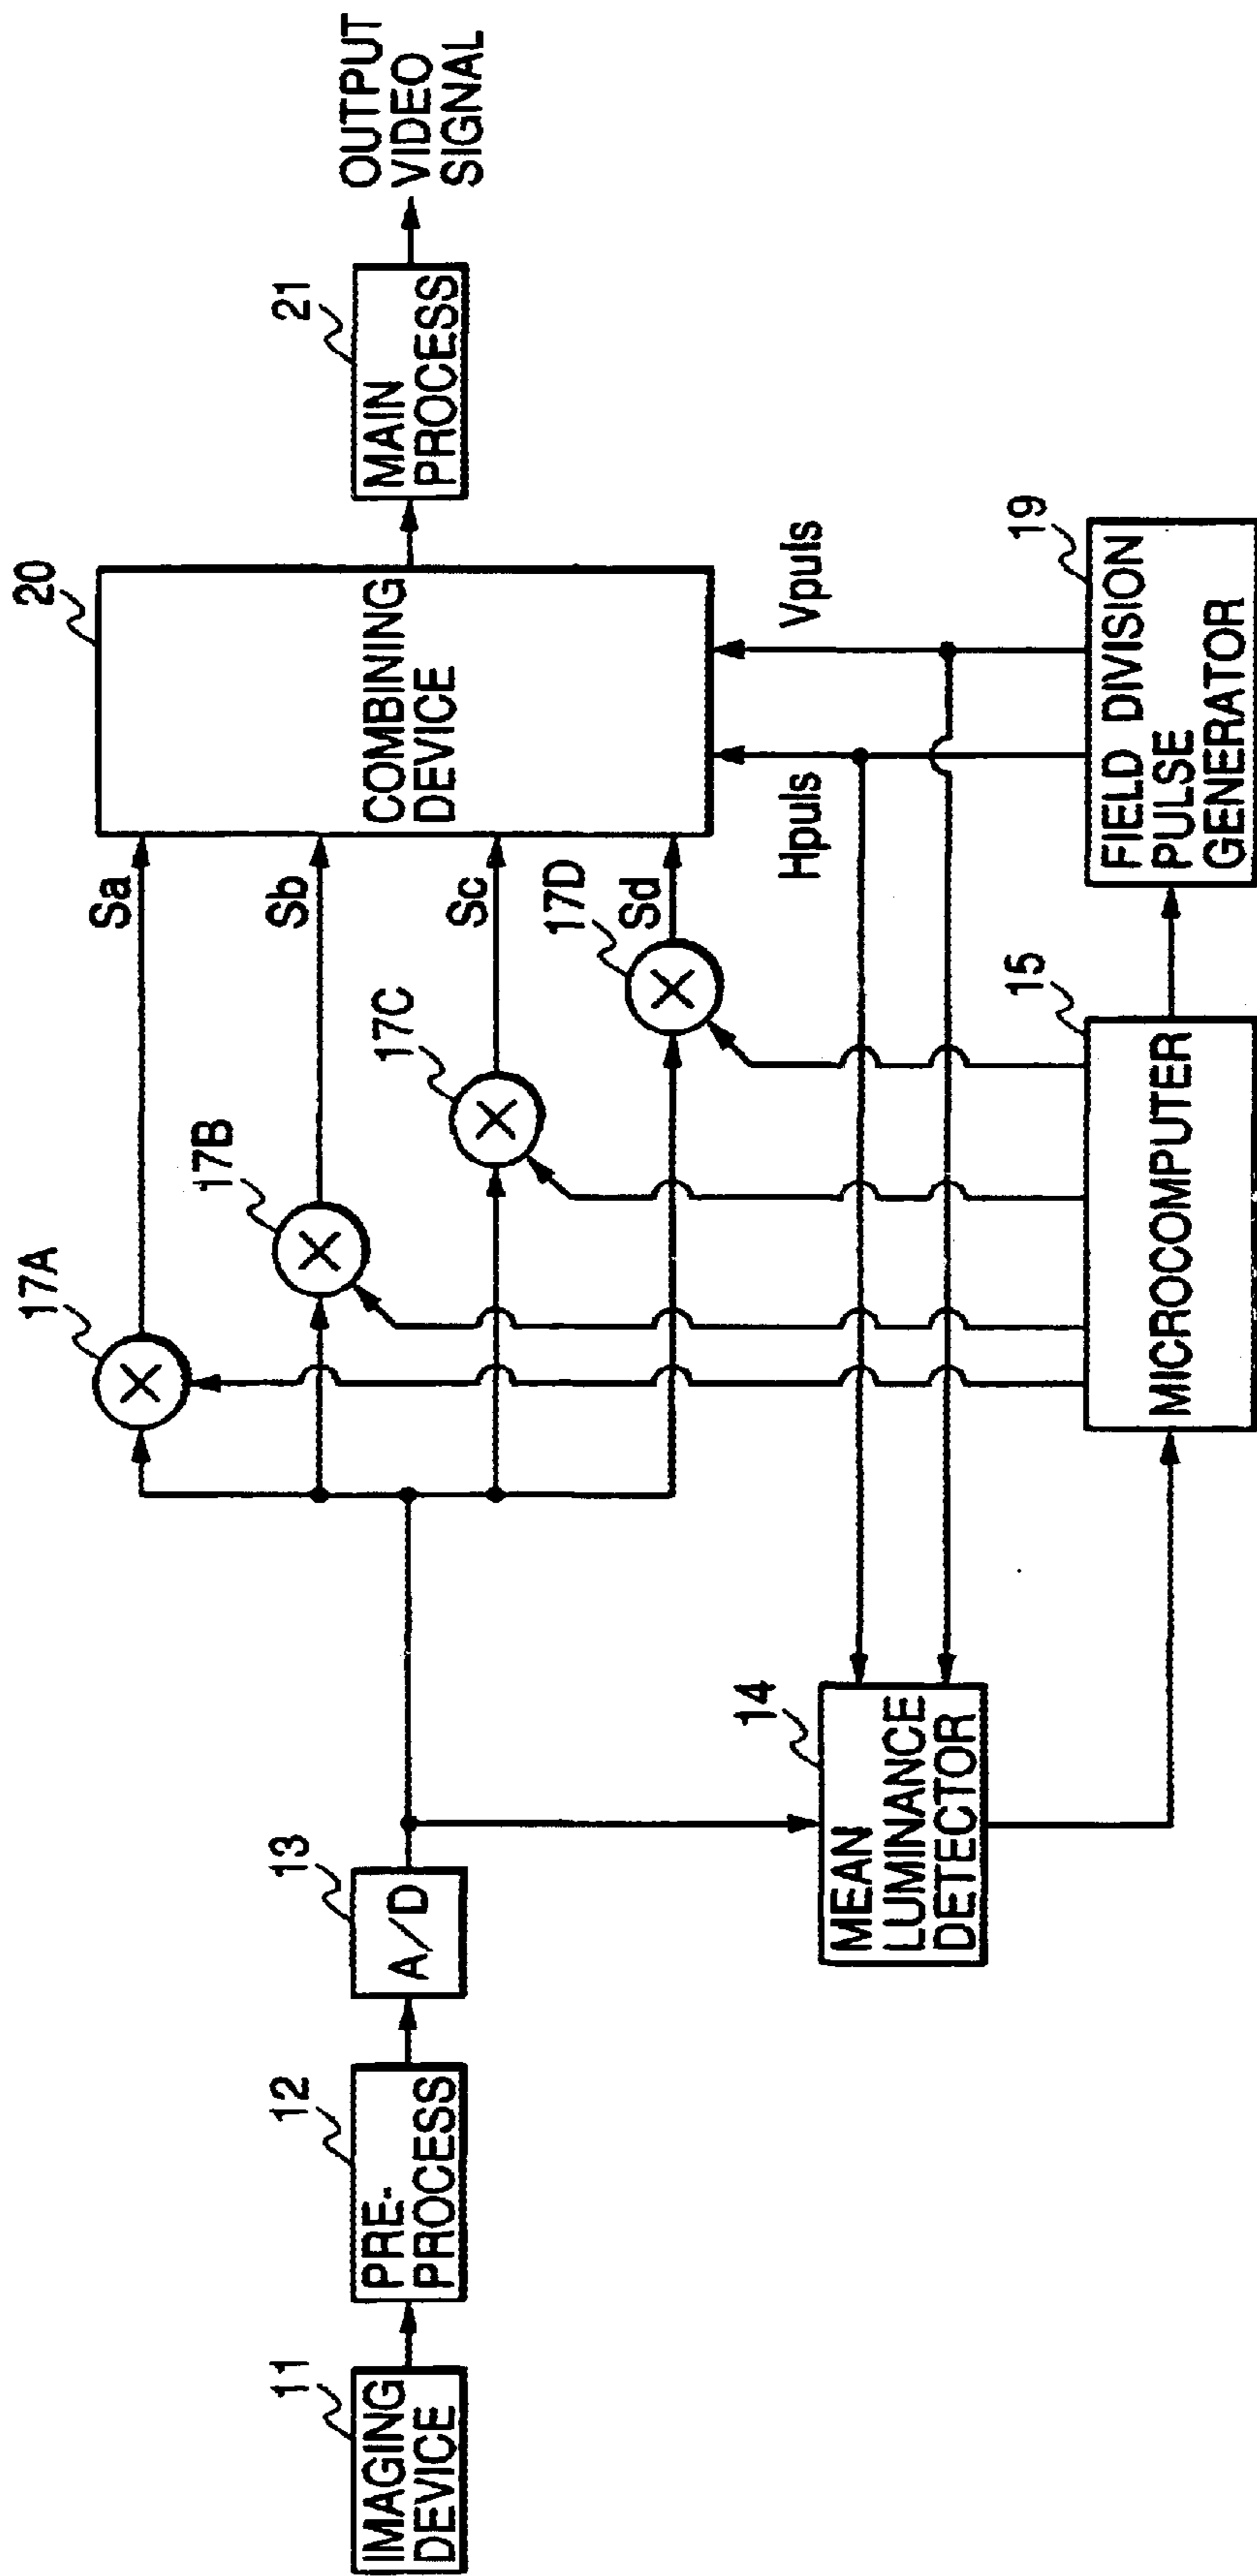 11
IMAGING
DEVICE
12
PRE-
PROCESS
13
A/D
14
MEAN
LUMINANCE
DETECTOR
15
MICROCOMPUTER
17A
17B
17C
17D
Sa
Sb
Sc
Sd
20
COMBINING
DEVICE
Hpuls
Vpuls
19
FIELD DIVISION
PULSE
GENERATOR
21
MAIN
PROCESS
OUTPUT
VIDEO
SIGNAL